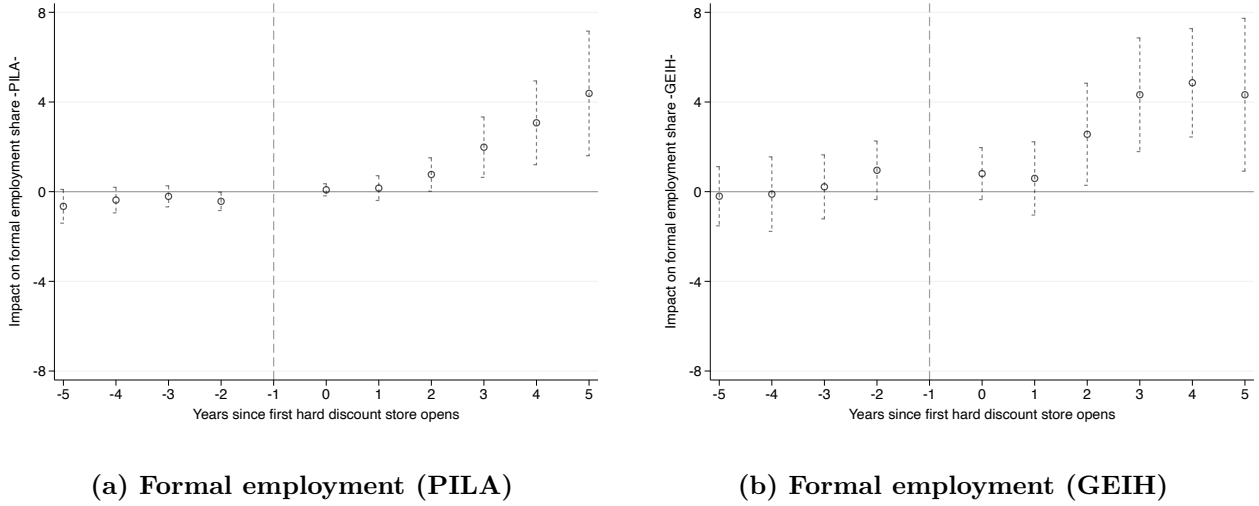 Impact on formal employment share -PILA-
8
4
0
-4
-8
-5 -4 -3 -2 -1 0 1 2 3 4 5
Years since first hard discount store opens
(a) Formal employment (PILA)
Impact on formal employment share -GEIH-
8
4
0
-4
-8
-5 -4 -3 -2 -1 0 1 2 3 4 5
Years since first hard discount store opens
(b) Formal employment (GEIH)